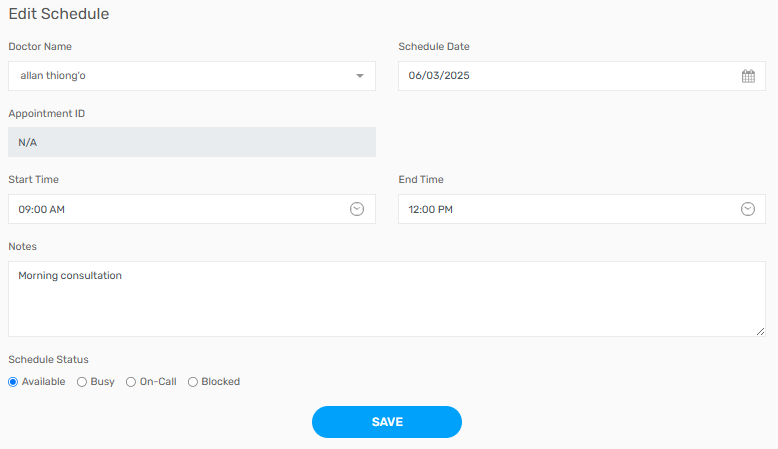 Edit Schedule
Doctor Name
Schedule Date
allan thiong'o
06/03/2025
Appointment ID
N/A
Start Time
End Time
09:00 AM
12:00 PM
Notes
Morning consultation
Schedule Status
Available Busy On-Call Blocked
SAVE